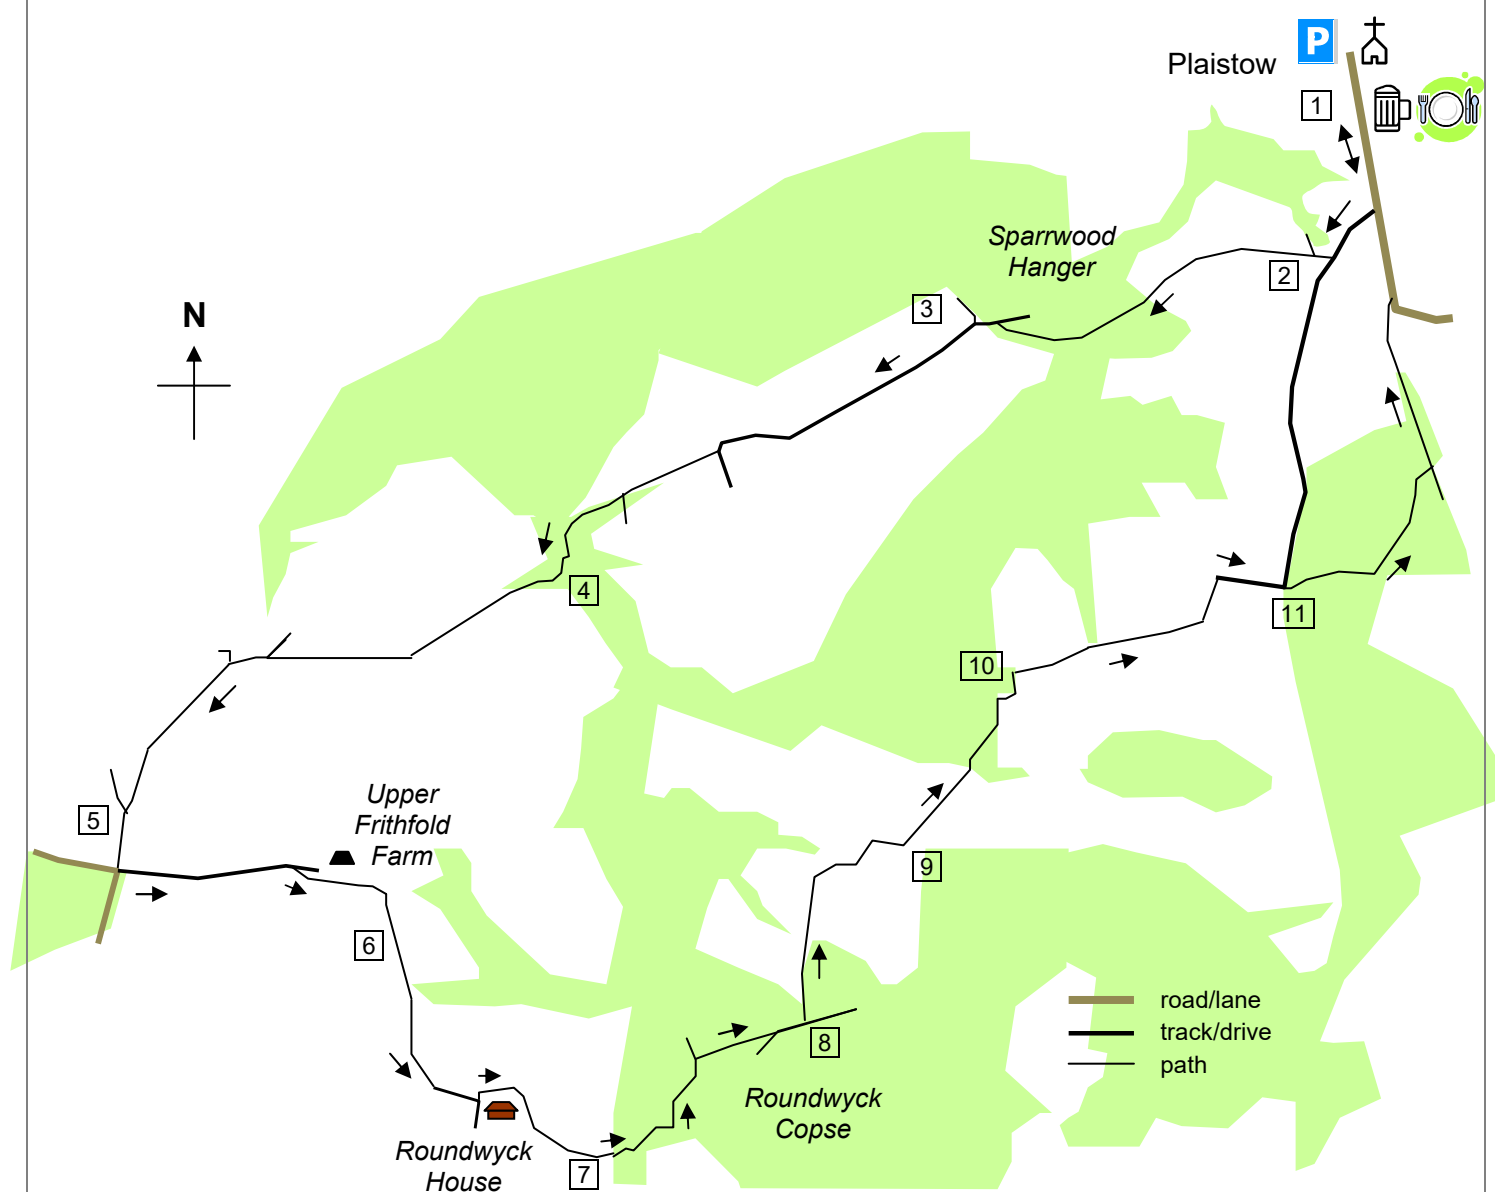 P
Plaistow
1
Sparrwood
Hanger
2
3
N
4
11
10
5
Upper
Frithfold
Farm
9
6
road/lane
track/drive
path
8
Roundwyck
Copse
Roundwyck
House
7